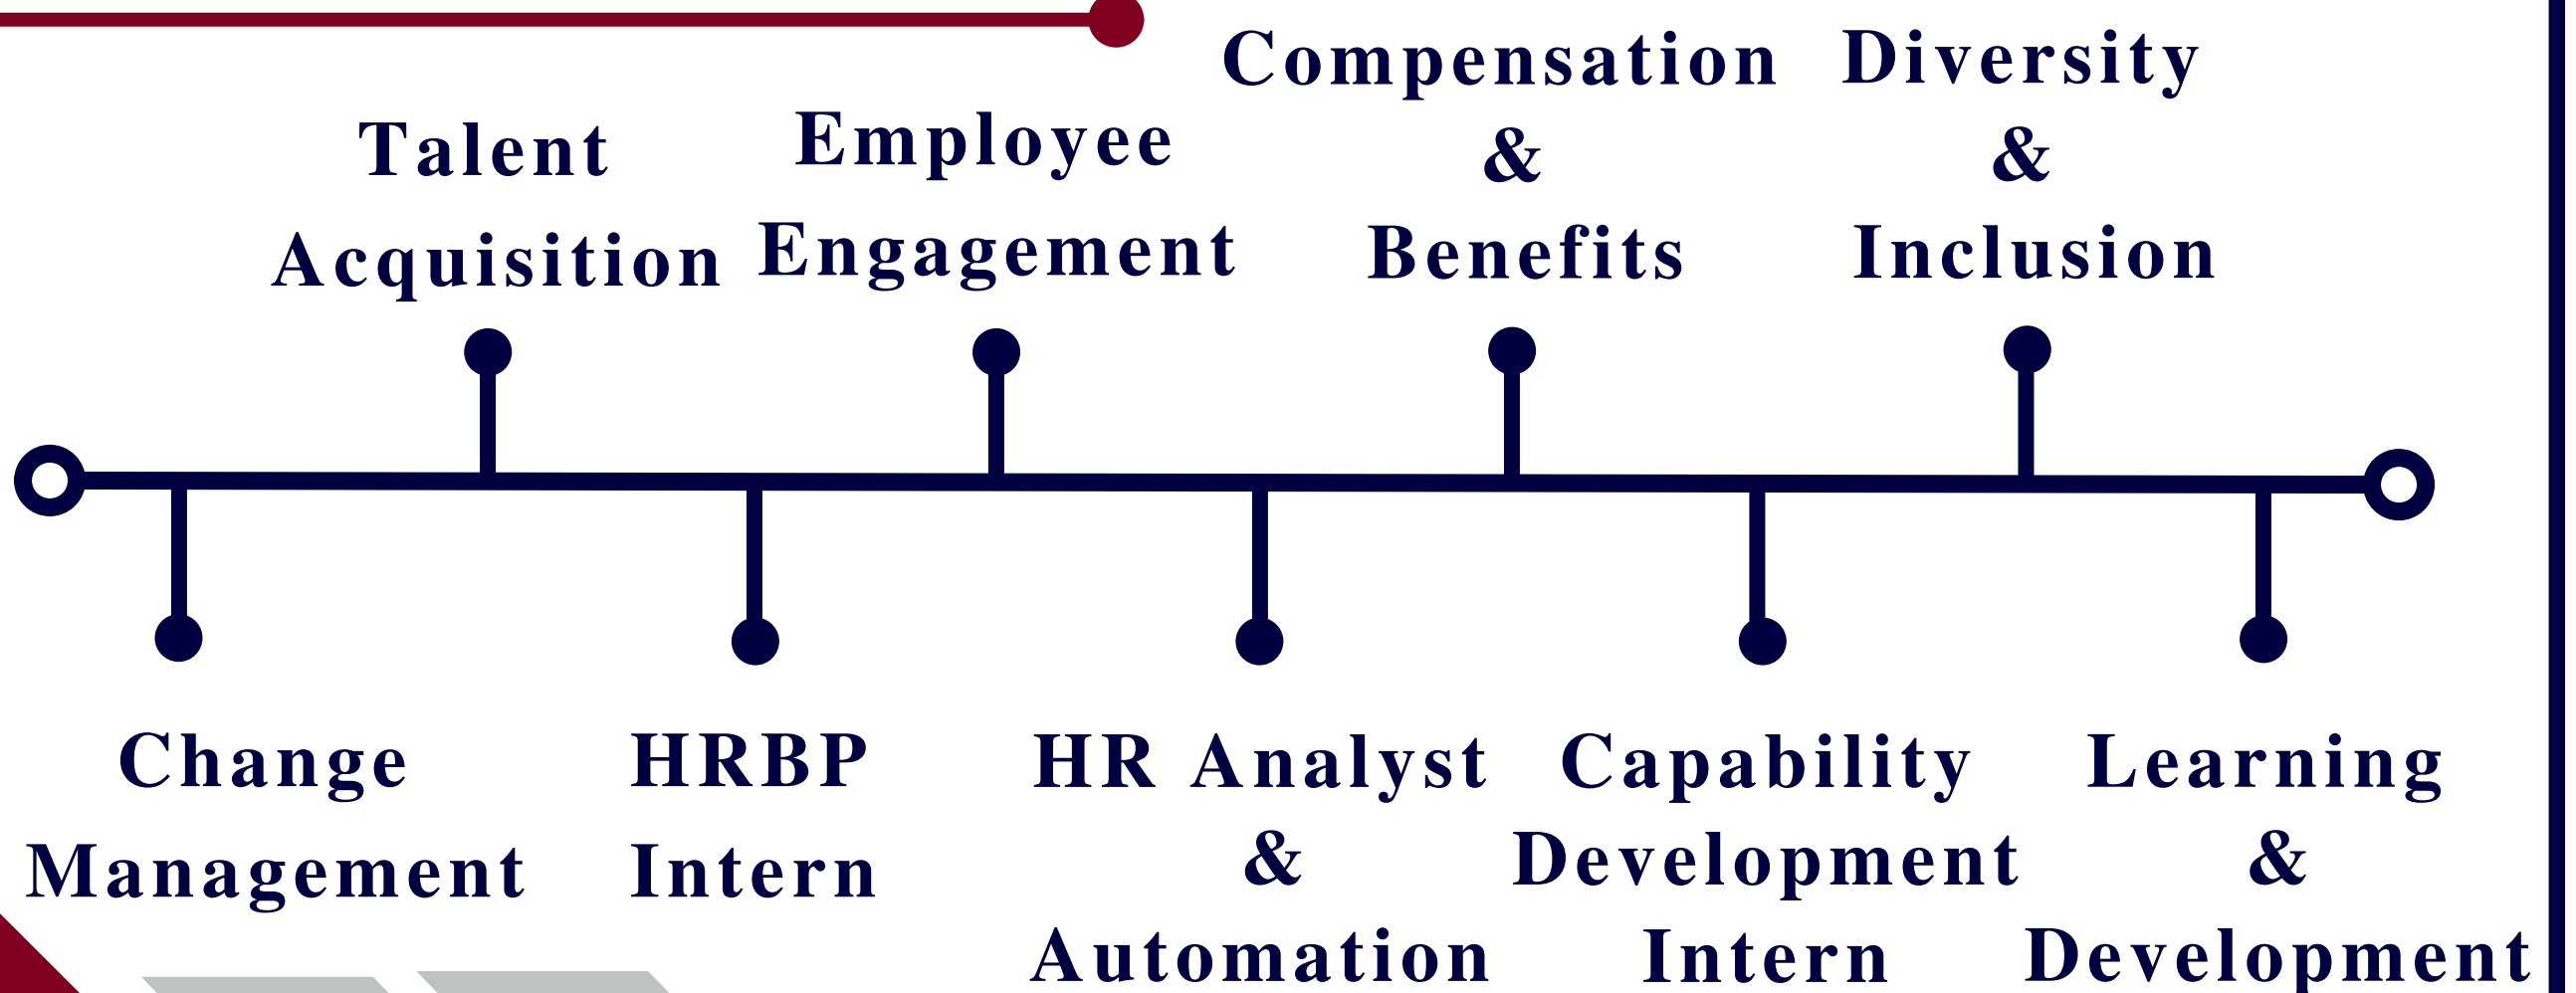 Talent
Acquisition
Employee
Engagement
Compensation
&
Benefits
Diversity
&
Inclusion
Change
Management
HRBP
Intern
HR Analyst
&
Automation
Capability
Development
Intern
Learning
&
Development